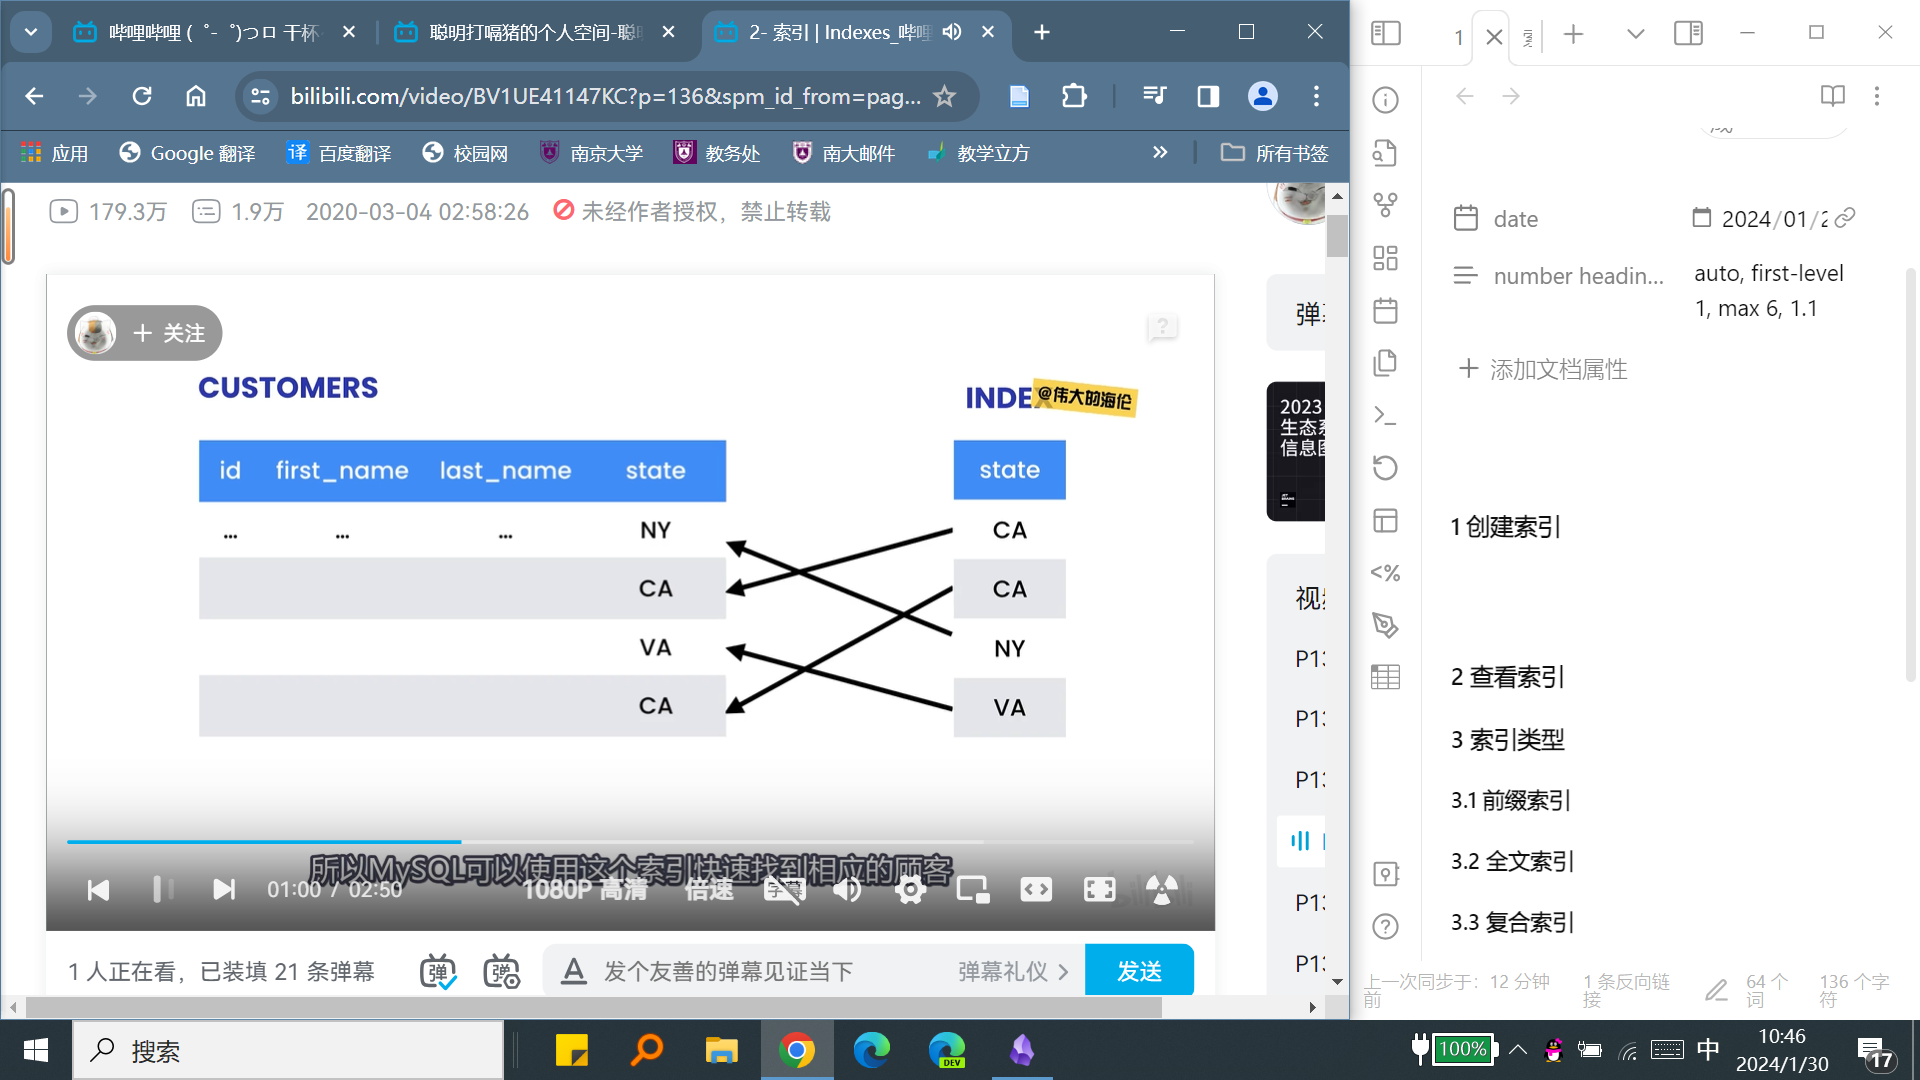 哔哩哔哩 ( ゜- ゜)つロ 干杯
聪明打嗝猪的个人空间-聪
2- 索引 | Indexes_哔哩
bilibili.com/video/BV1UE41147KC?p=136&spm_id_from=pag...
应用
Google 翻译
译 百度翻译
校园网
南京大学
教务处
南大邮件
教学立方
所有书签
179.3万 1.9万 2020-03-04 02:58:26 未经作者授权，禁止转载
+ 关注
CUSTOMERS
INDE
@伟大的海伦
id first_name last_name state
... ... ... NY
CA
VA
CA
state
CA
CA
NY
VA
所以MySQL可以使用这个索引快速找到相应的顾客
01:00 / 02:50
1080P 高清
倍速
字幕
1 人正在看，已装填 21 条弹幕
弹
弹
发个友善的弹幕见证当下
弹幕礼仪 >
发送
2023
生态系
信息图
P13
P13
P13
P13
P13
1
date
2024/01/2
number headin...
auto, first-level
1, max 6, 1.1
+ 添加文档属性
1 创建索引
2 查看索引
3 索引类型
3.1 前缀索引
3.2 全文索引
3.3 复合索引
上一次同步于：12 分钟
前
1 条反向链
接
64 个
词
136 个字
符
搜索
DEV
100%
中
10:46
2024/1/30
17